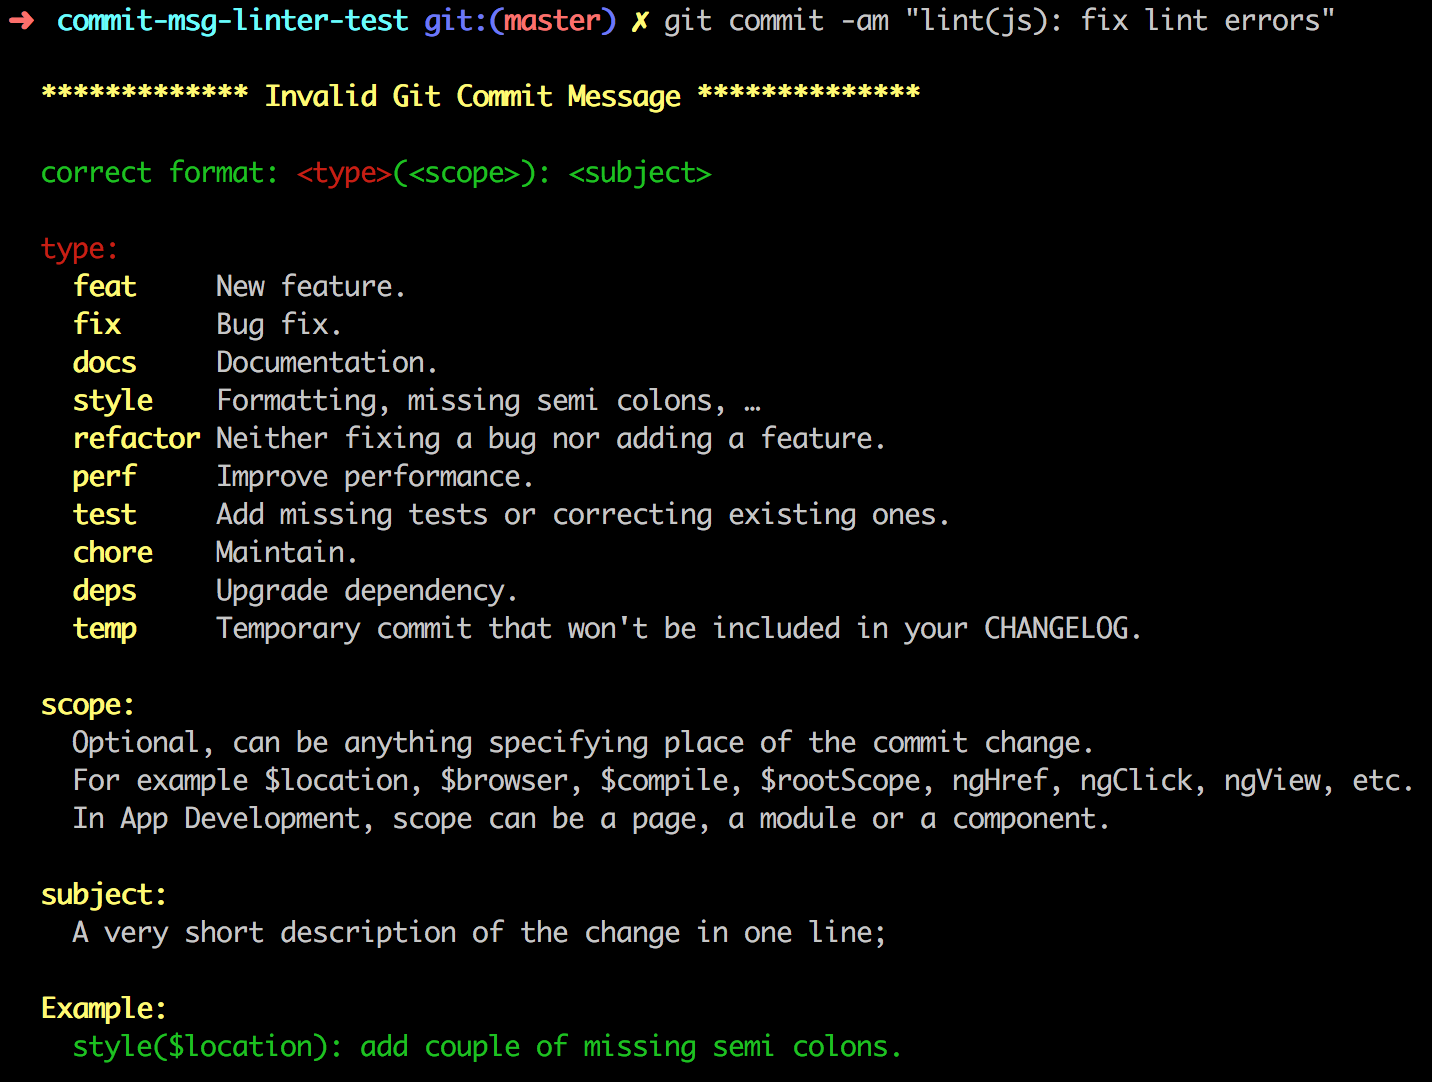 ➜ commit-msg-linter-test git:(master) ✗ git commit -am "lint(js): fix lint errors"
************* Invalid Git Commit Message **************
correct format: <type>(<scope>): <subject>
type:
feat New feature.
fix Bug fix.
docs Documentation.
style Formatting, missing semi colons, …
refactor Neither fixing a bug nor adding a feature.
perf Improve performance.
test Add missing tests or correcting existing ones.
chore Maintain.
deps Upgrade dependency.
temp Temporary commit that won't be included in your CHANGELOG.
scope:
Optional, can be anything specifying place of the commit change.
For example $location, $browser, $compile, $rootScope, ngHref, ngClick, ngView, etc.
In App Development, scope can be a page, a module or a component.
subject:
A very short description of the change in one line;
Example:
style($location): add couple of missing semi colons.